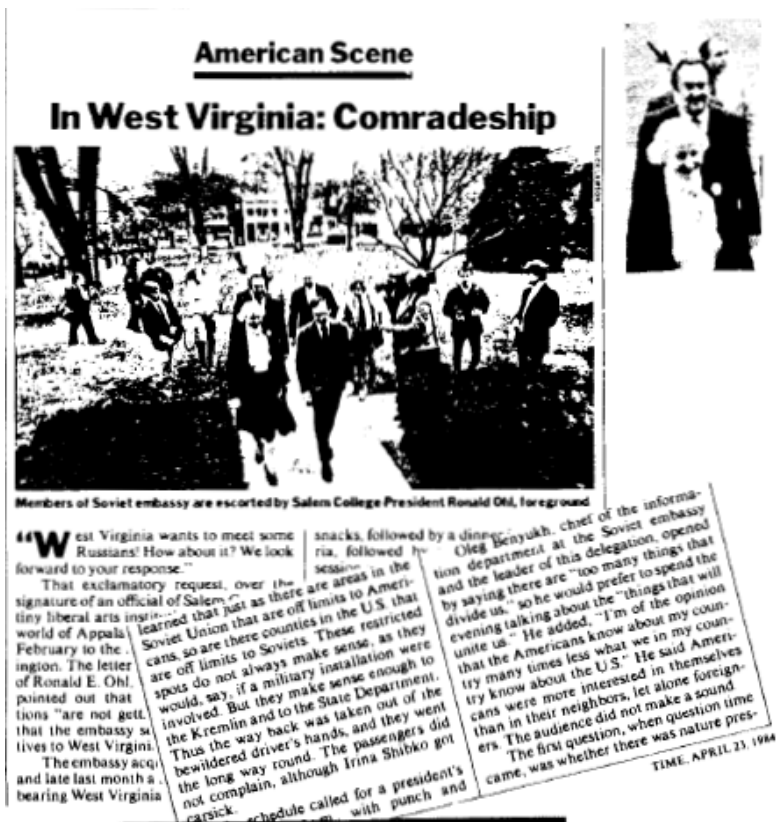 American Scene
In West Virginia: Comradeship
Members of Soviet embassy are escorted by Salem College President Ronald Ohl, foreground
“West Virginia wants to meet some
Russians! How about it? We look
forward to your response.”
That exclamatory request, over the
signature of an official of Salem
tiny liberal arts
world of
February to the
ington. The letter
of Ronald E. Ohl,
pointed out that
tions “are not
that the embassy
tives to West
The embassy
and late last month a
bearing West Virginia
snacks, followed by a
ria, followed
learned that just as there are areas in the
Soviet Union that are off limits to Ameri-
cans, so are there counties in the U.S. that
are off limits to Soviets. These restricted
spots do not always make sense, as they
would, say, if a military installation were
involved. But they make sense enough to
the Kremlin and to the State Department.
Thus the way back was taken out of the
bewildered driver's hands, and they went
the long way round. The passengers did
not complain, although Irina Shibko got
carsick.
schedule called for a president's
with punch and
Oleg Benyukh, chief of the informa-
tion department at the Soviet embassy
and the leader of this delegation, opened
by saying there are “too many things that
divide us,” so he would prefer to spend the
evening talking about the “things that will
unite us.” He added, “I'm of the opinion
that the Americans know about my coun-
try many times less what we in my coun-
try know about the U.S.” He said Ameri-
cans were more interested in themselves
than in their neighbors, let alone foreign-
ers. The audience did not make a sound.
The first question, when question time
came, was whether there was nature pres-
TIME, APRIL 23, 1984